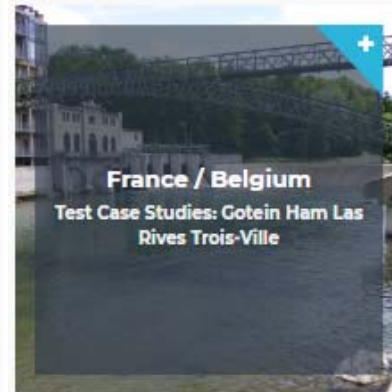 France / Belgium
Test Case Studies: Gotein Ham Las
Rives Trois-Ville